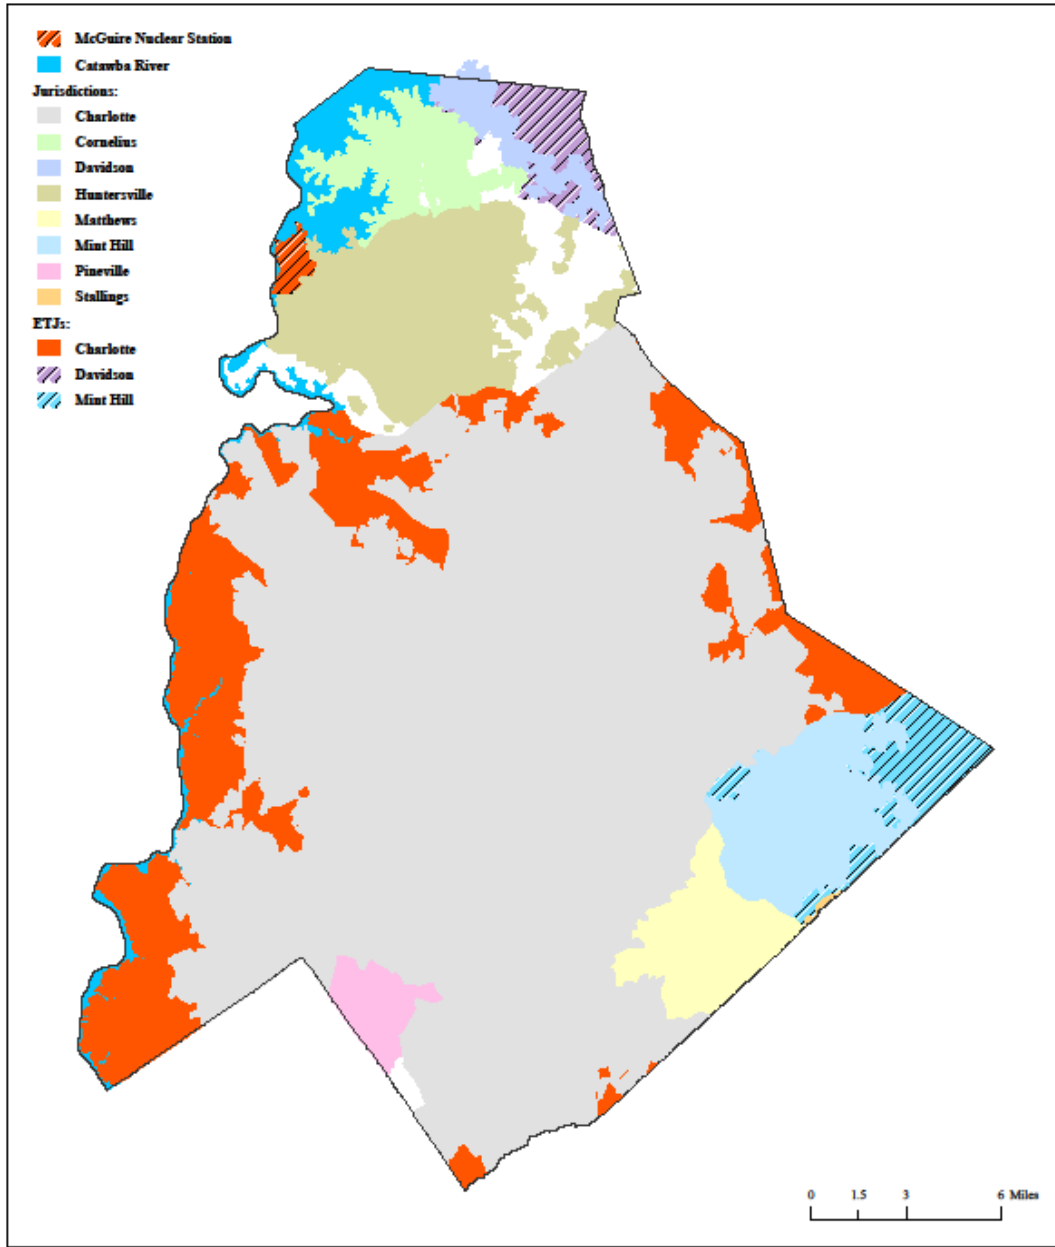 McGuire Nuclear Station
Catawba River
Jurisdictions:
Charlotte
Cornelius
Davidson
Huntersville
Matthews
Mint Hill
Pineville
Stallings
ETJs:
Charlotte
Davidson
Mint Hill
0 1.5 3 6 Miles